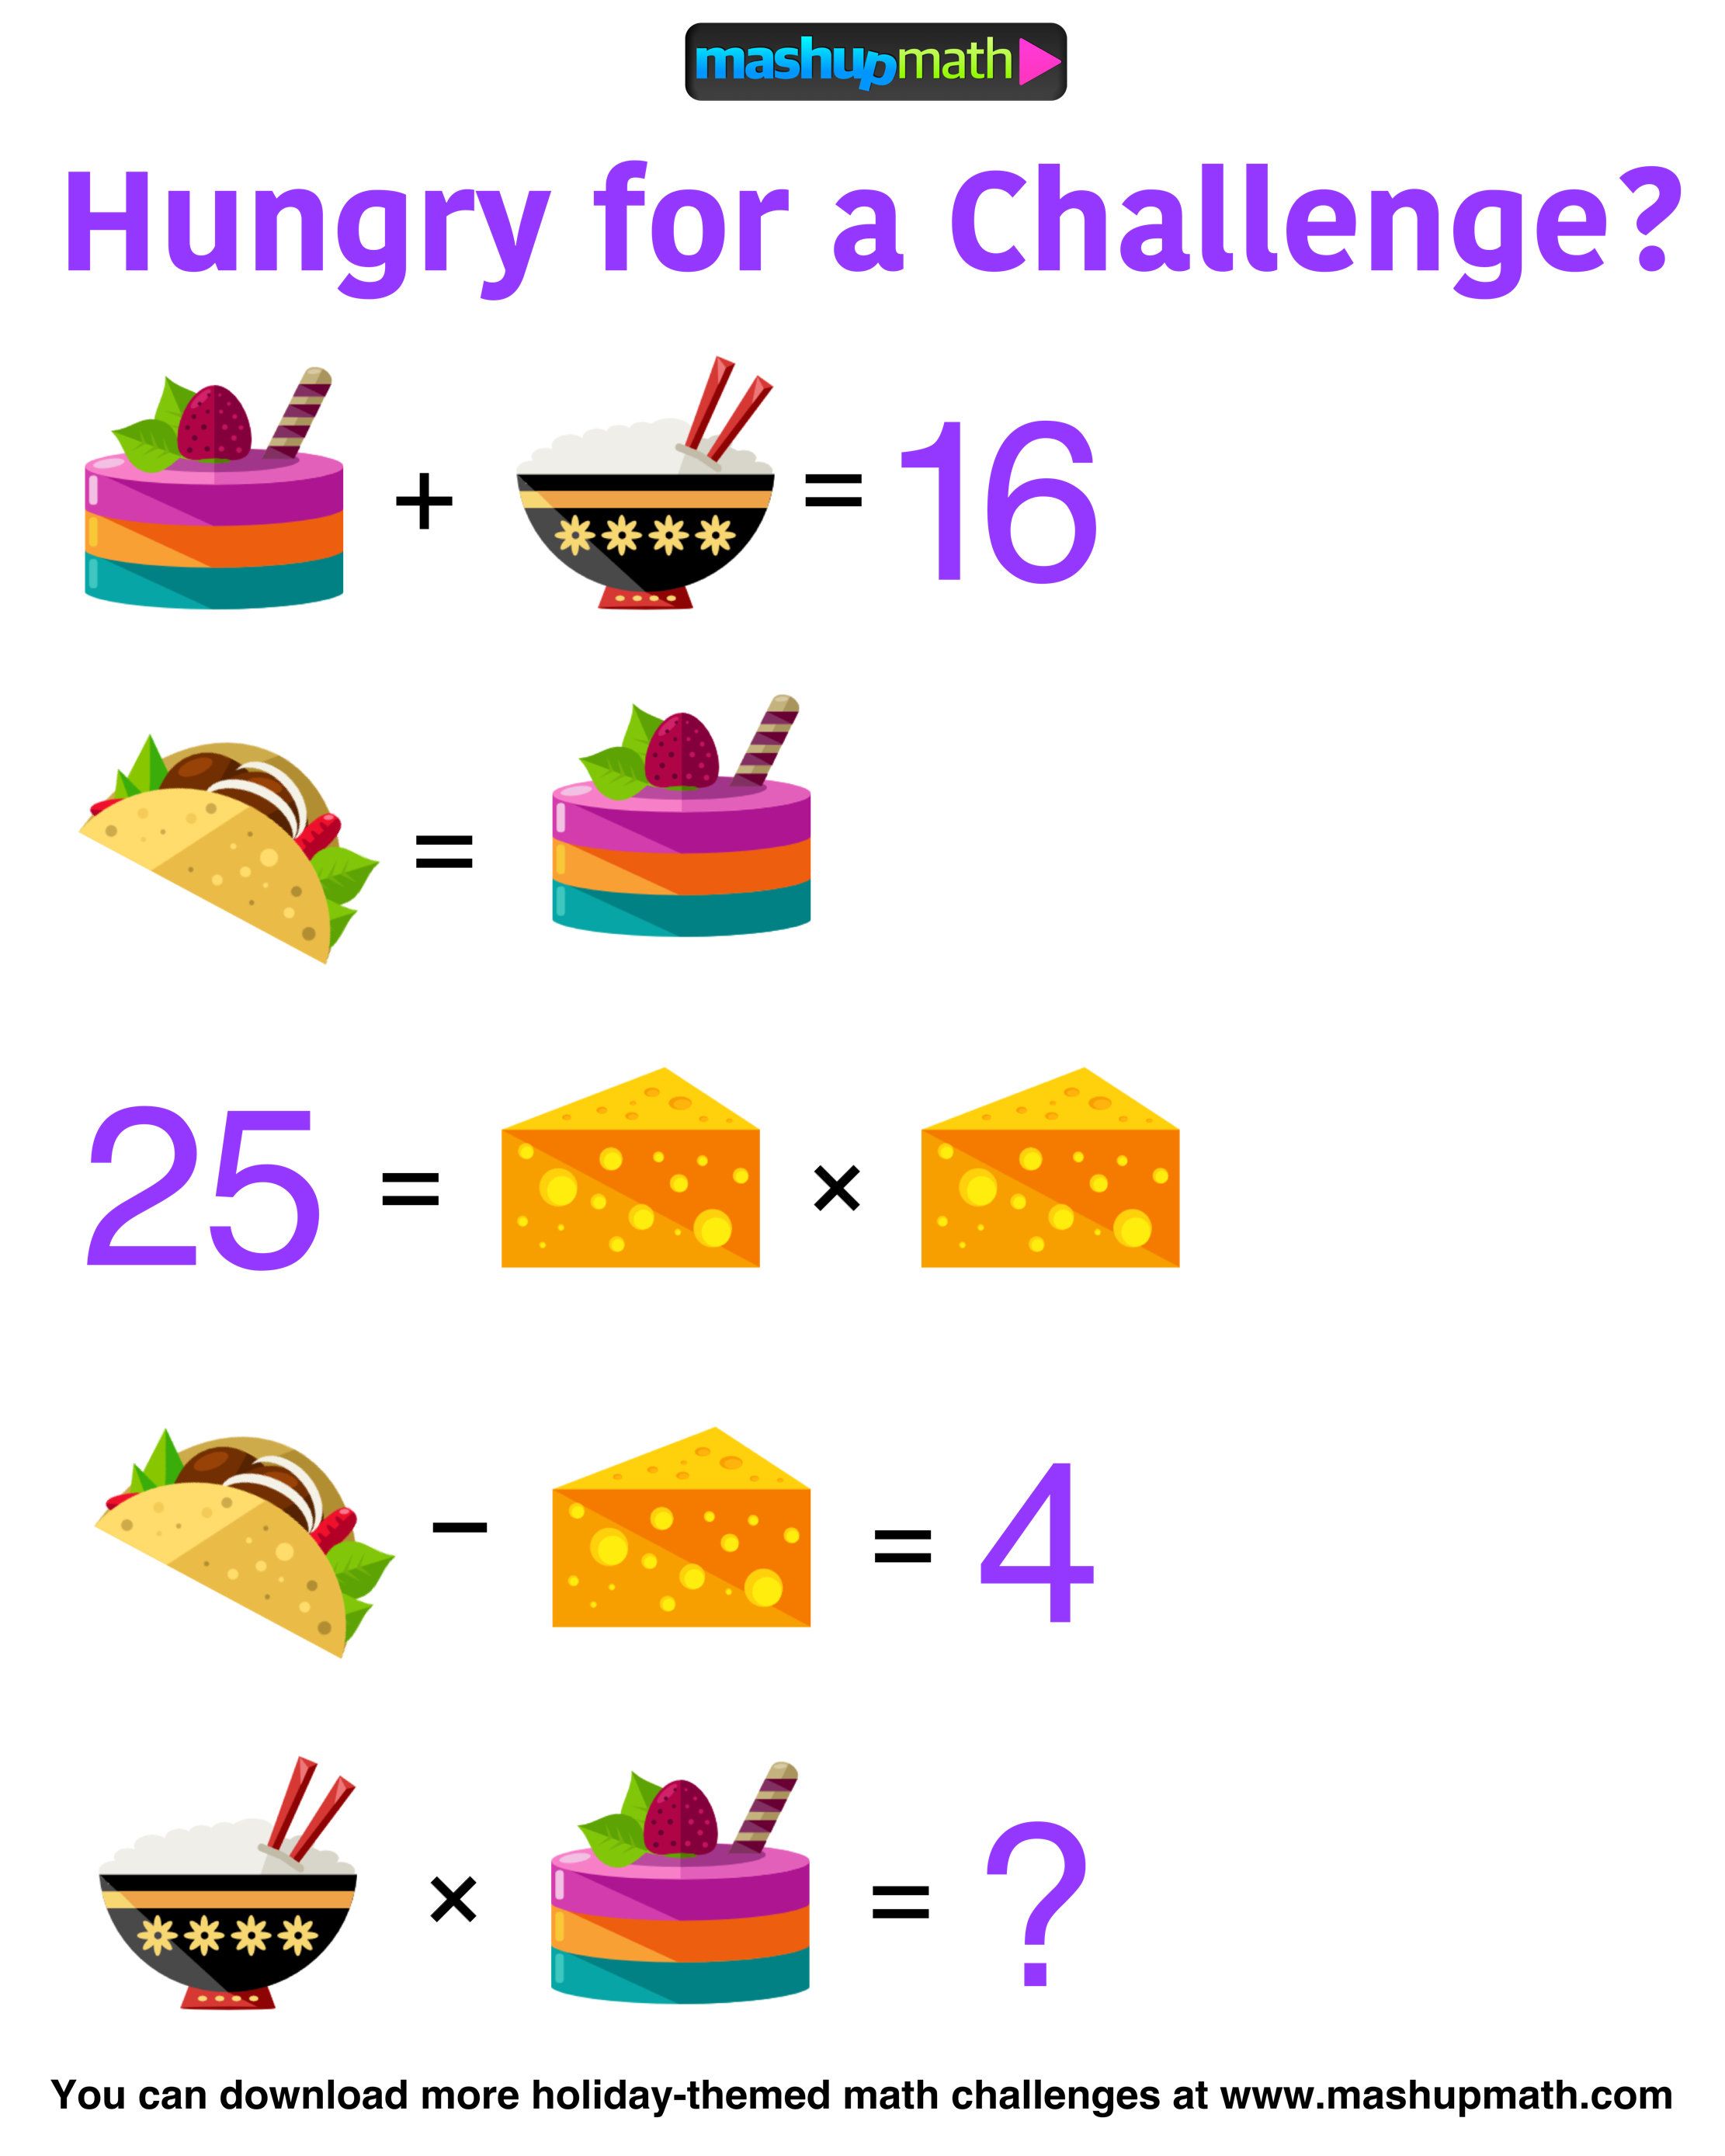 mashupmath
Hungry for a Challenge?
+ = 16
=
25 = ×
− = 4
× = ?
You can download more holiday-themed math challenges at www.mashupmath.com